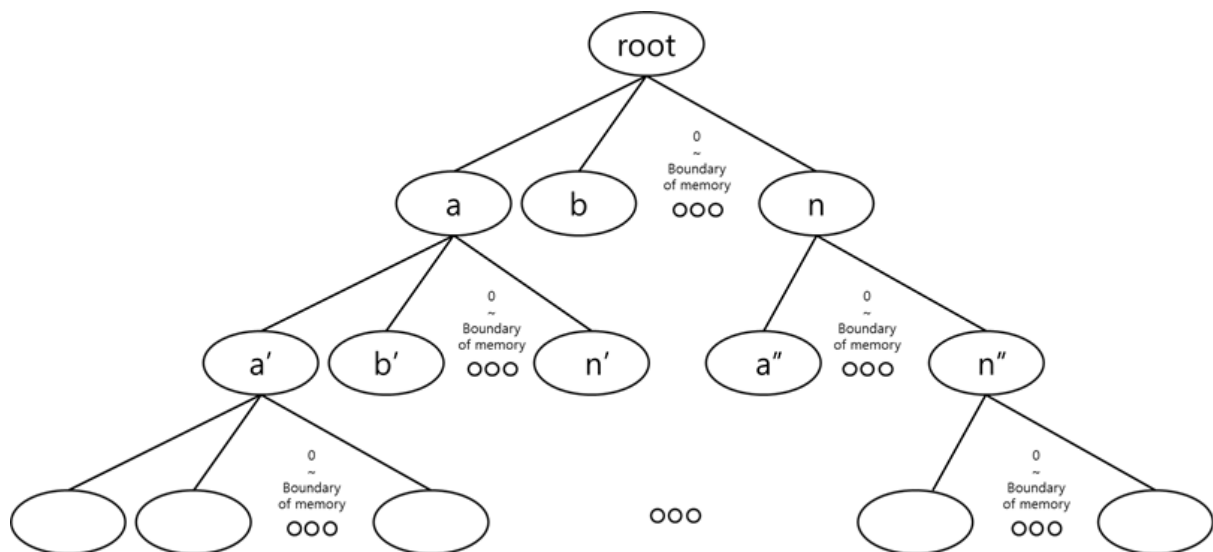 root
0
~
Boundary
of memory
a
b
ooo
n
0
~
Boundary
of memory
0
~
Boundary
of memory
a′
b′
ooo
n′
a″
ooo
n″
0
~
Boundary
of memory
0
~
Boundary
of memory
ooo
ooo
ooo